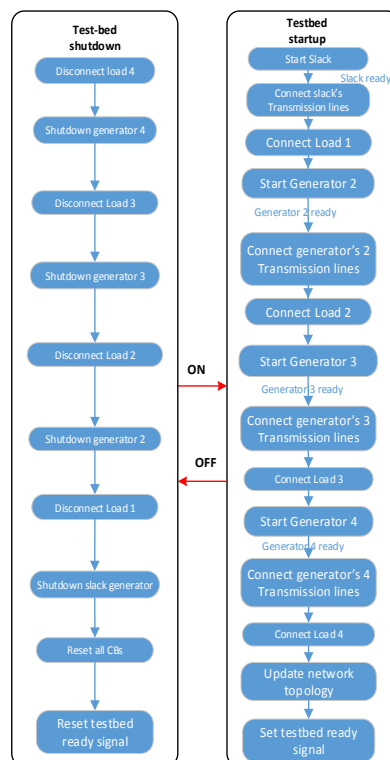 Test-bed
shutdown
Disconnect load 4
Shutdown generator 4
Disconnect Load 3
Shutdown generator 3
Disconnect Load 2
Shutdown generator 2
Disconnect Load 1
Shutdown slack generator
Reset all CBs
Reset testbed
ready signal
ON
OFF
Testbed
startup
Start Slack
Slack ready
Connect slack's
Transmission lines
Connect Load 1
Start Generator 2
Generator 2 ready
Connect generator's 2
Transmission lines
Connect Load 2
Start Generator 3
Generator 3 ready
Connect generator's 3
Transmission lines
Connect Load 3
Start Generator 4
Generator 4 ready
Connect generator's 4
Transmission lines
Connect Load 4
Update network
topology
Set testbed ready
signal